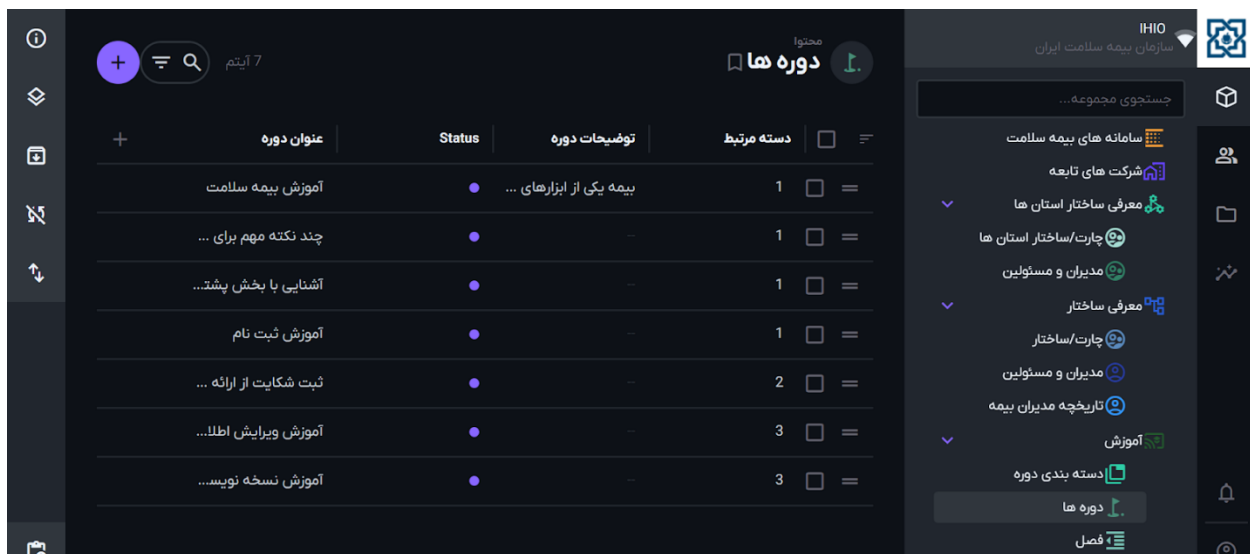 IHIO
سازمان بیمه سلامت ایران
جستجوی مجموعه...
سامانه های بیمه سلامت
شرکت های تابعه
معرفی ساختار استان ها
چارت/ساختار استان ها
مدیران و مسئولین
معرفی ساختار
چارت/ساختار
مدیران و مسئولین
تاریخچه مدیران بیمه
آموزش
دسته بندی دوره
دوره ها
فصل
محتوا
دوره ها
7 آیتم
دسته مرتبط توضیحات دوره Status عنوان دوره
1 بیمه یکی از ابزارهای ... آموزش بیمه سلامت
1 -- چند نکته مهم برای ...
1 -- آشنایی با بخش پشت...
1 -- آموزش ثبت نام
2 -- ثبت شکایت از ارائه ...
3 -- آموزش ویرایش اطلا...
3 -- آموزش نسخه نویس...